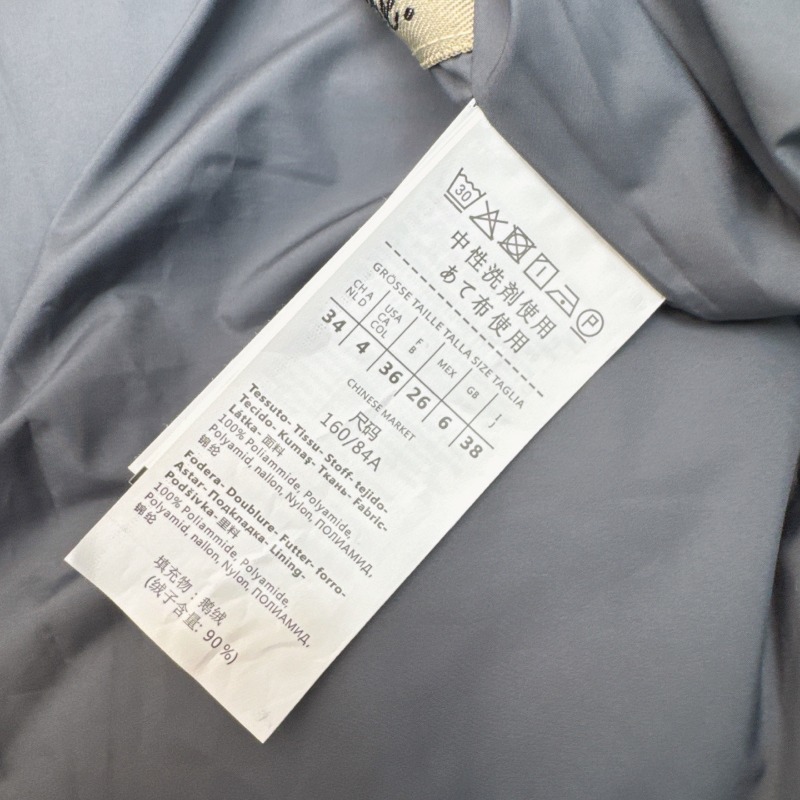 30 P
中性洗剤使用
あて布使用
GRÖSSE TAILLE TALLA SIZE TAGLIA
CH A NL D USA CA COL F B MEX GB I J
34 4 36 26 6 38
CHINESE MARKET
尺码
160/84A
Tessuto- Tissu- Stoff- tejido-
Tecido- Kumaş- Ткань- Fabric-
Látka- 面料
100% Poliammide, Polyamide,
Polyamid, nailon, Nylon, ПОЛИАМИД,
锦纶
Fodera- Doublure- Futter- forro-
Astar- Подкладка- Lining-
Podšívka- 里料
100% Poliammide, Polyamide,
Polyamid, nailon, Nylon, ПОЛИАМИД,
锦纶
填充物：鹅绒
(绒子含量: 90%)